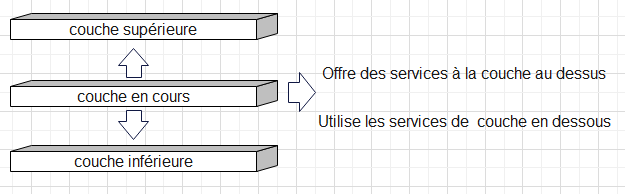 couche supérieure
Offre des services à la couche au dessus
couche en cours
Utilise les services de couche en dessous
couche inférieure